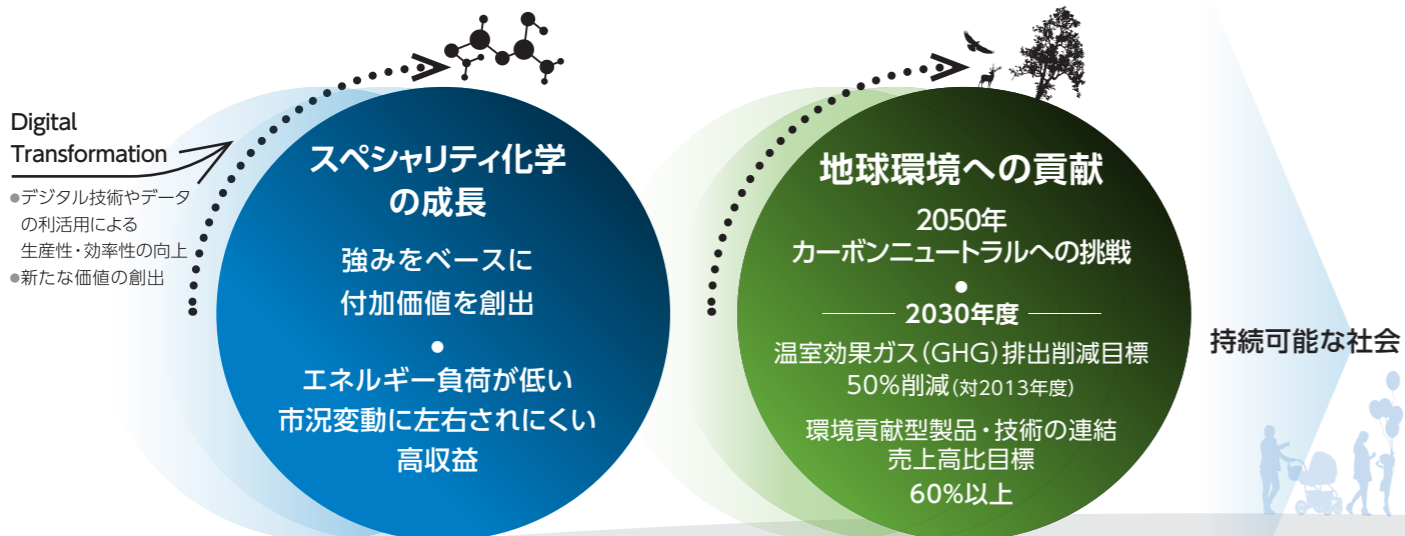 Digital
Transformation
●デジタル技術やデータ
の利活用による
生産性・効率性の向上
●新たな価値の創出
スペシャリティ化学
の成長
強みをベースに
付加価値を創出
●
エネルギー負荷が低い
市況変動に左右されにくい
高収益
地球環境への貢献
2050年
カーボンニュートラルへの挑戦
●
2030年度
温室効果ガス(GHG)排出削減目標
50%削減(対2013年度)
環境貢献型製品・技術の連結
売上高比目標
60%以上
持続可能な社会